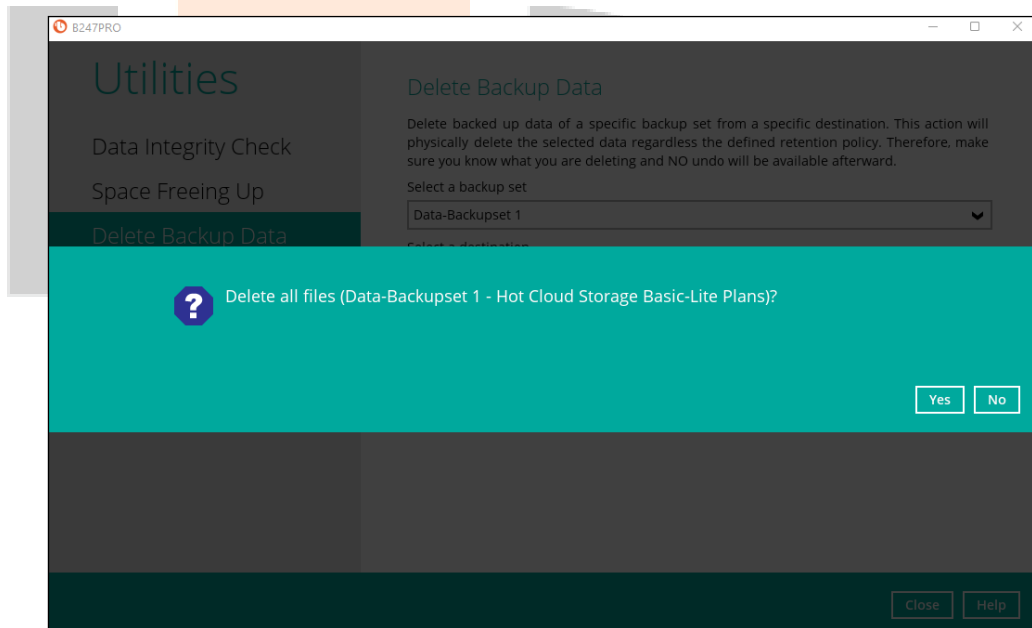 B247PRO
Utilities
Data Integrity Check
Space Freeing Up
Delete Backup Data
Delete Backup Data
Delete backed up data of a specific backup set from a specific destination. This action will
physically delete the selected data regardless the defined retention policy. Therefore, make
sure you know what you are deleting and NO undo will be available afterward.
Select a backup set
Data-Backupset 1
Select a destination
Delete all files (Data-Backupset 1 - Hot Cloud Storage Basic-Lite Plans)?
Yes No
Close Help